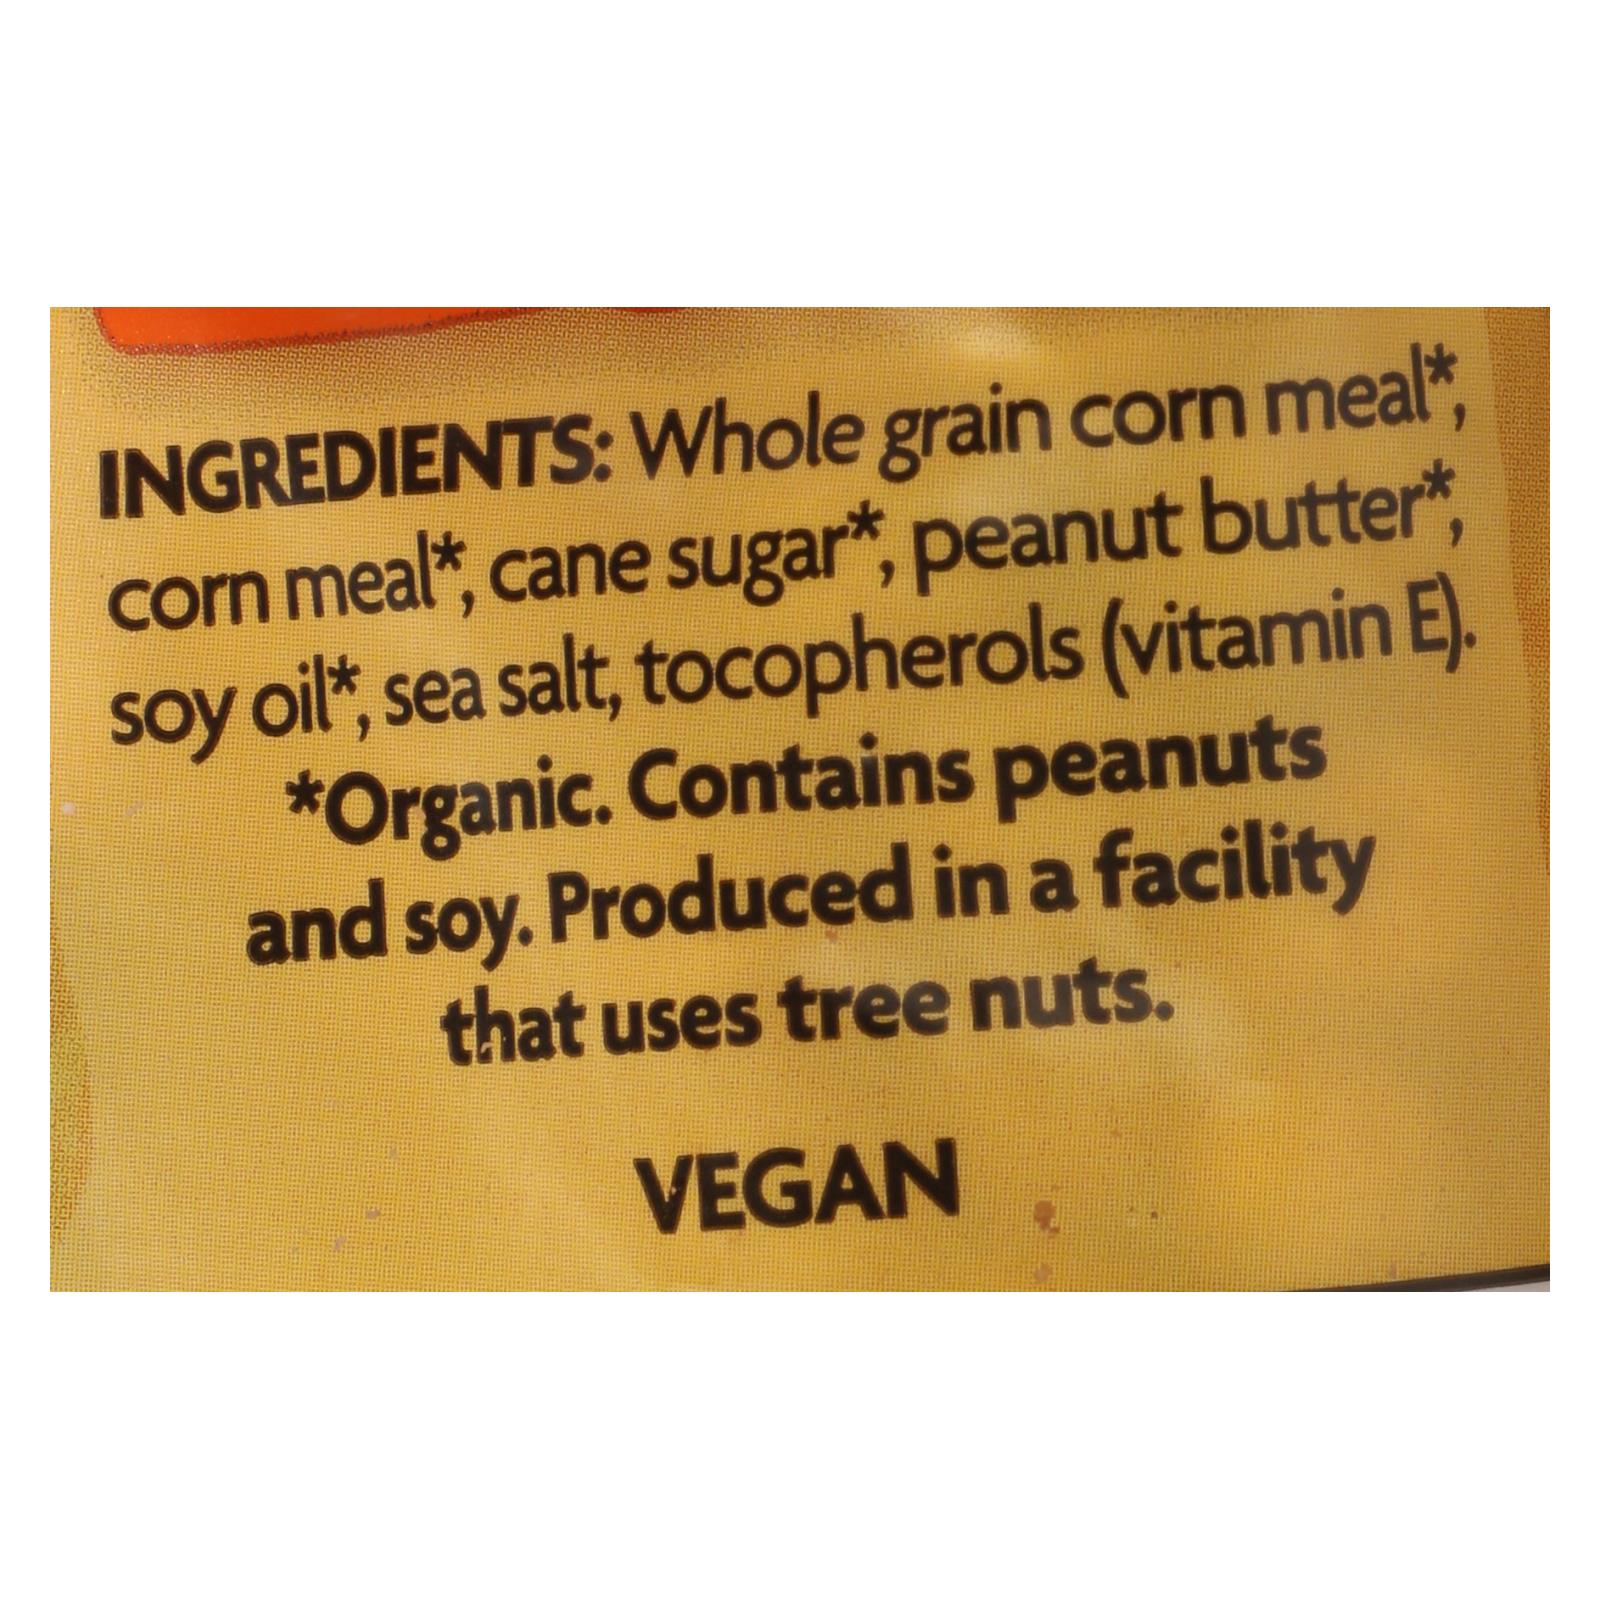 INGREDIENTS: Whole grain corn meal*,
corn meal*, cane sugar*, peanut butter*,
soy oil*, sea salt, tocopherols (vitamin E).
*Organic. Contains peanuts
and soy. Produced in a facility
that uses tree nuts.
VEGAN